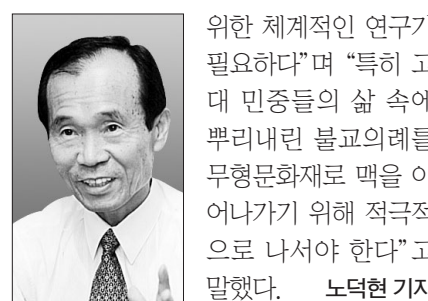 위한 체계적인 연구가
필요하다”며 “특히 고
대 민중들의 삶 속에
뿌리내린 불교의례를
무형문화재로 맥을 이
어나가기 위해 적극적
으로 나서야 한다”고
말했다. 노덕현 기자